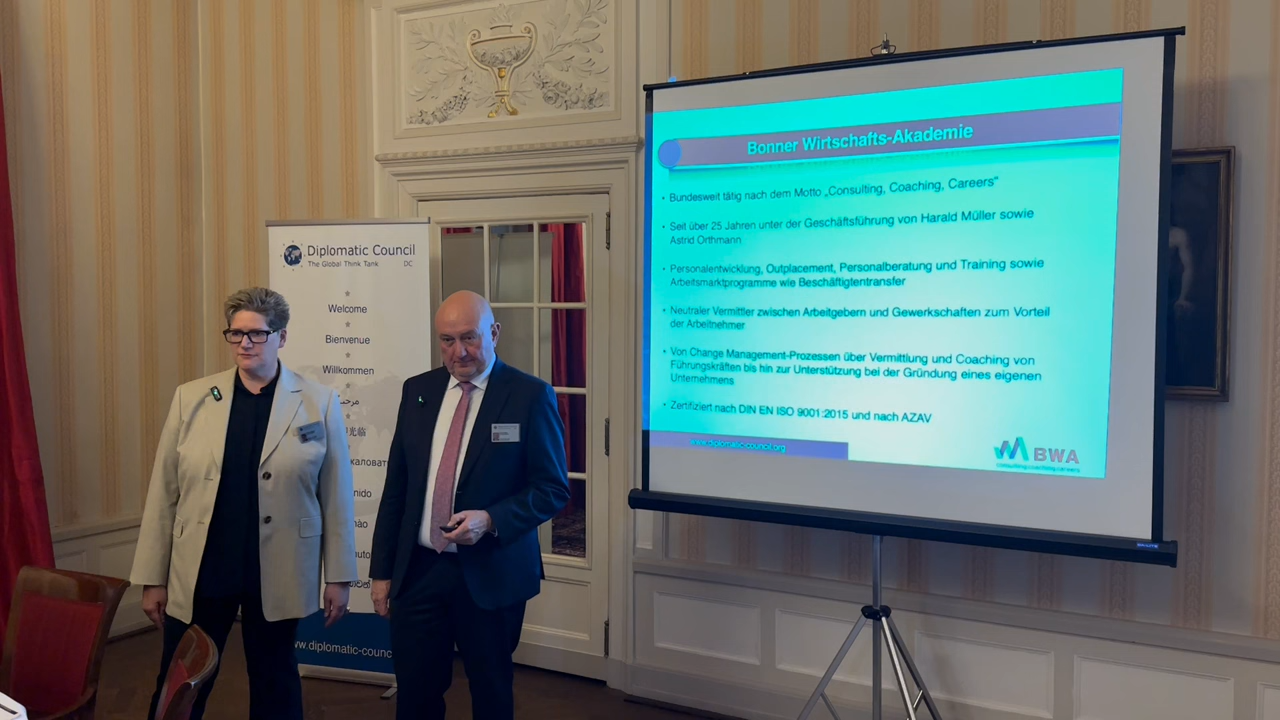 Diplomatic Council
The Global Think Tank DC
Welcome
Bienvenue
Willkommen
www.diplomatic-counc
Bonner Wirtschafts-Akademie
• Bundesweit tätig nach dem Motto „Consulting, Coaching, Careers“
• Seit über 25 Jahren unter der Geschäftsführung von Harald Müller sowie
Astrid Orthmann
• Personalentwicklung, Outplacement, Personalberatung und Training sowie
Arbeitsmarktprogramme wie Beschäftigtentransfer
• Neutraler Vermittler zwischen Arbeitgebern und Gewerkschaften zum Vorteil
der Arbeitnehmer
• Von Change Management-Prozessen über Vermittlung und Coaching von
Führungskräften bis hin zur Unterstützung bei der Gründung eines eigenen
Unternehmens
• Zertifiziert nach DIN EN ISO 9001:2015 und nach AZAV
www.diplomatic-council.org
BWA
consulting.coaching.careers